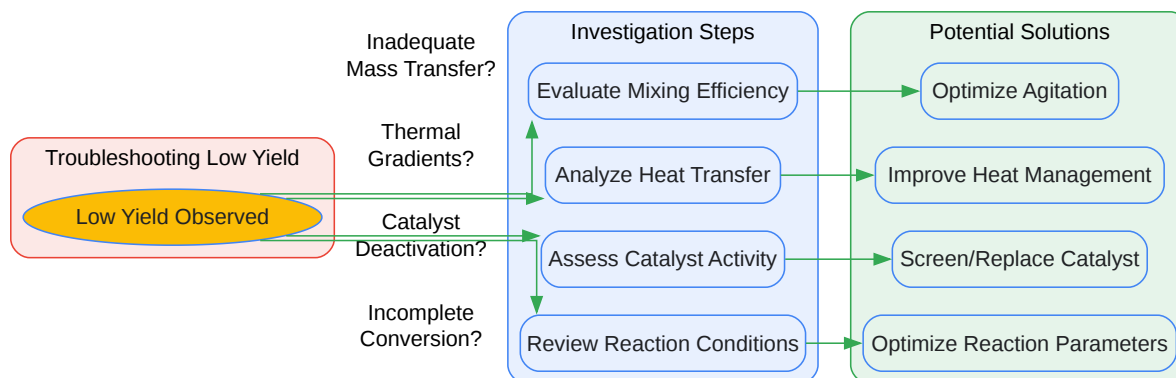 Troubleshooting Low Yield
Low Yield Observed
Inadequate
Mass Transfer?
Thermal
Gradients?
Catalyst
Deactivation?
Incomplete
Conversion?
Investigation Steps
Evaluate Mixing Efficiency
Analyze Heat Transfer
Assess Catalyst Activity
Review Reaction Conditions
Potential Solutions
Optimize Agitation
Improve Heat Management
Screen/Replace Catalyst
Optimize Reaction Parameters